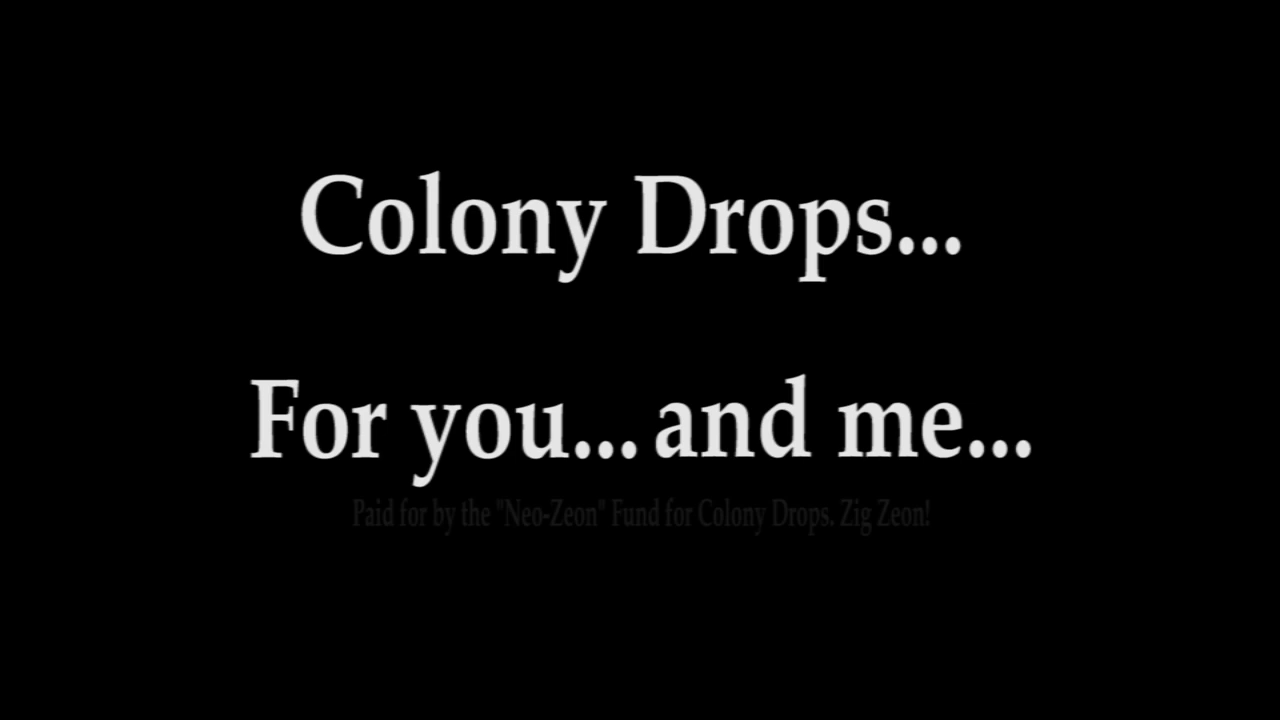 Colony Drops...
For you... and me...
Paid for by the "Neo-Zeon" Fund for Colony Drops. Zig Zeon!